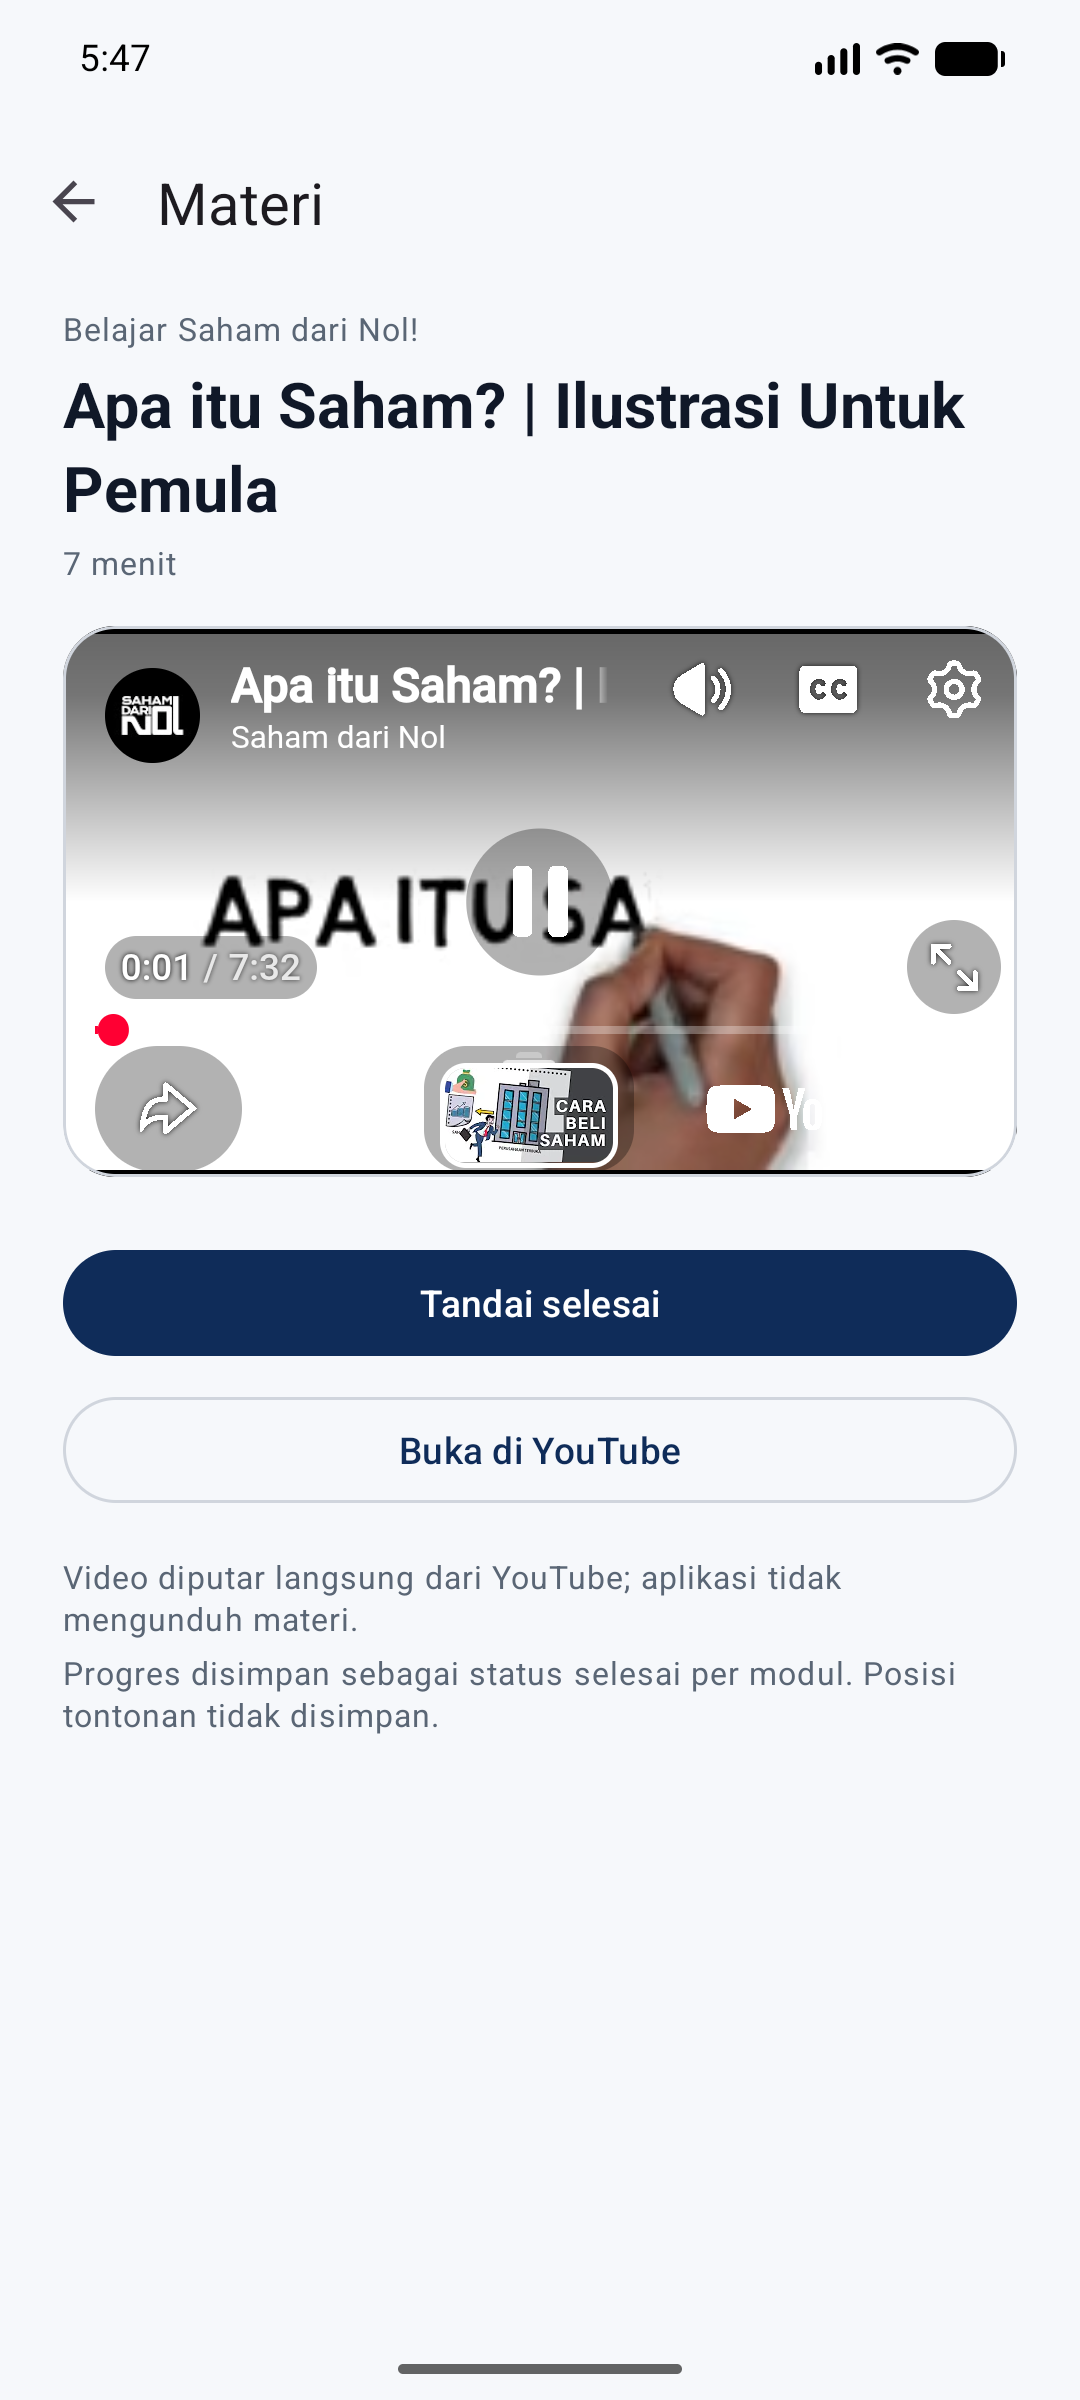 5:47
Materi
Belajar Saham dari Nol!
Apa itu Saham? | Ilustrasi Untuk
Pemula
7 menit
SAHAM
DARI
NOL
Apa itu Saham? |
CC
Saham dari Nol
APA ITU SA
0:01 / 7:32
CARA
BELI
SAHAM
Yo
Tandai selesai
Buka di YouTube
Video diputar langsung dari YouTube; aplikasi tidak
mengunduh materi.
Progres disimpan sebagai status selesai per modul. Posisi
tontonan tidak disimpan.